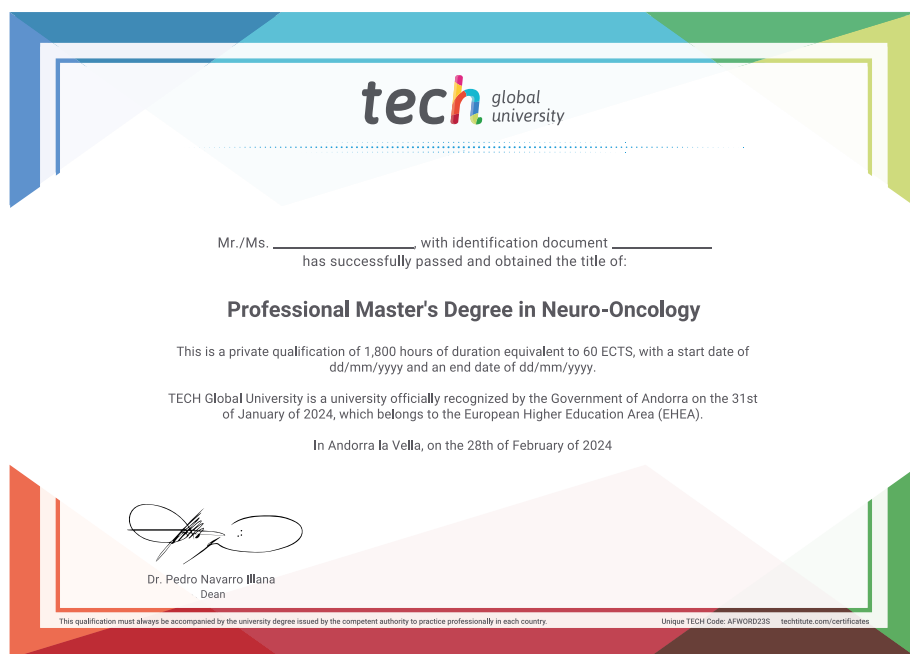 tech global
university
Mr./Ms. ________________, with identification document ___________
has successfully passed and obtained the title of:
Professional Master's Degree in Neuro-Oncology
This is a private qualification of 1,800 hours of duration equivalent to 60 ECTS, with a start date of
dd/mm/yyyy and an end date of dd/mm/yyyy.
TECH Global University is a university officially recognized by the Government of Andorra on the 31st
of January of 2024, which belongs to the European Higher Education Area (EHEA).
In Andorra la Vella, on the 28th of February of 2024
Dr. Pedro Navarro Illana
Dean
This qualification must always be accompanied by the university degree issued by the competent authority to practice professionally in each country.
Unique TECH Code: AFWORD23S techtitute.com/certificates